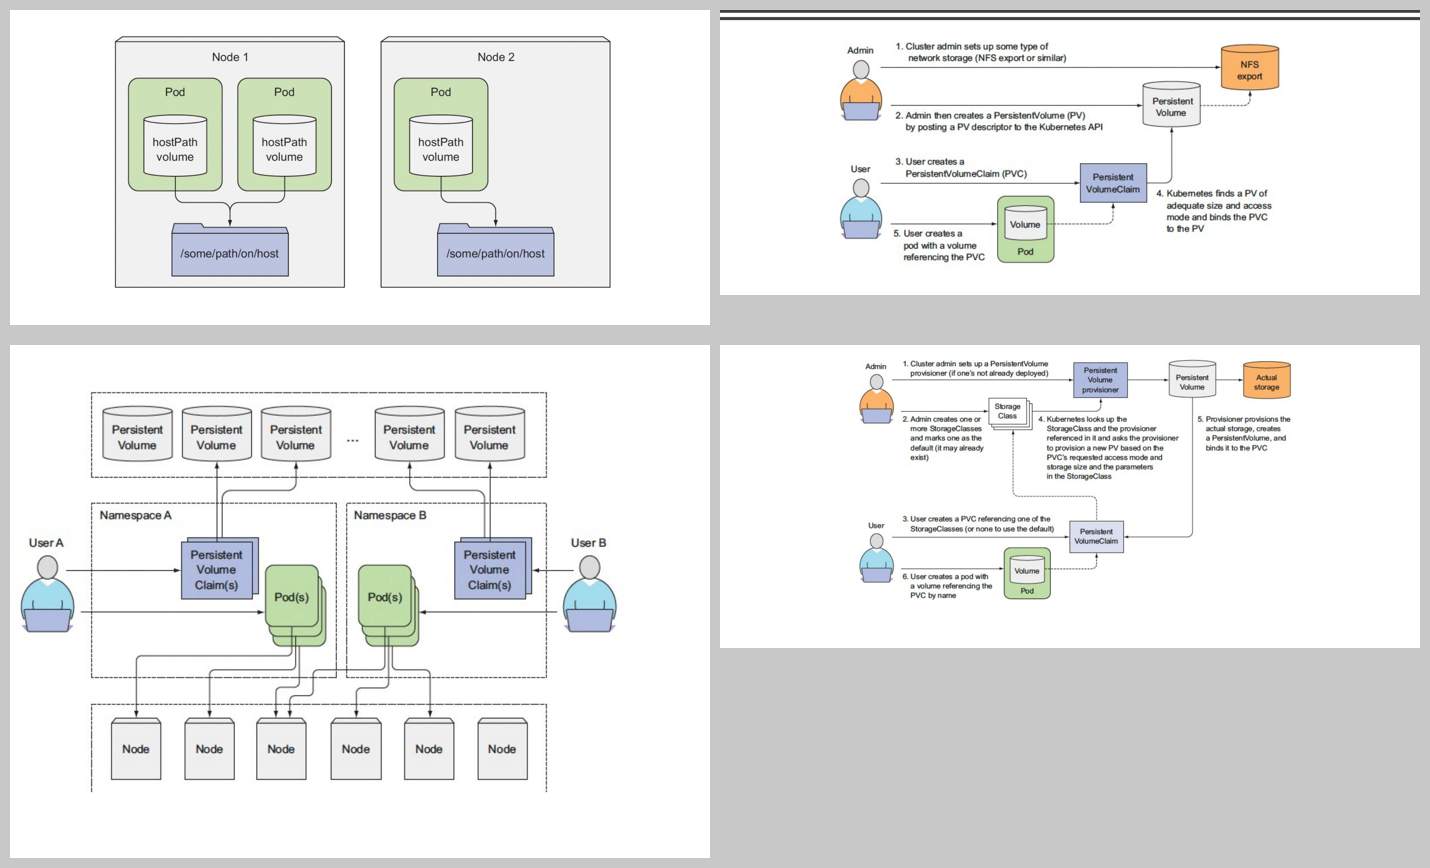 Node 1
Node 2
Pod
Pod
Pod
hostPath
volume
hostPath
volume
hostPath
volume
/some/path/on/host
/some/path/on/host
Admin
1. Cluster admin sets up some type of
network storage (NFS export or similar)
NFS
export
Persistent
Volume
2. Admin then creates a PersistentVolume (PV)
by posting a PV descriptor to the Kubernetes API
User
3. User creates a
PersistentVolumeClaim (PVC)
Persistent
VolumeClaim
4. Kubernetes finds a PV of
adequate size and access
mode and binds the PVC
to the PV
Volume
Pod
5. User creates a
pod with a volume
referencing the PVC
Persistent
Volume
Persistent
Volume
Persistent
Volume
...
Persistent
Volume
Persistent
Volume
Namespace A
Namespace B
User A
User B
Persistent
Volume
Claim(s)
Persistent
Volume
Claim(s)
Pod(s)
Pod(s)
Node
Node
Node
Node
Node
Node
Admin
1. Cluster admin sets up a PersistentVolume
provisioner (if one's not already deployed)
Persistent
Volume
provisioner
Persistent
Volume
Actual
storage
Storage
Class
2. Admin creates one or
more StorageClasses
and marks one as the
default (it may already
exist)
4. Kubernetes looks up the
StorageClass and the provisioner
referenced in it and asks the provisioner
to provision a new PV based on the
PVC's requested access mode and
storage size and the parameters
in the StorageClass
5. Provisioner provisions the
actual storage, creates
a PersistentVolume, and
binds it to the PVC
User
3. User creates a PVC referencing one of the
StorageClasses (or none to use the default)
Persistent
VolumeClaim
Volume
Pod
6. User creates a pod with
a volume referencing the
PVC by name